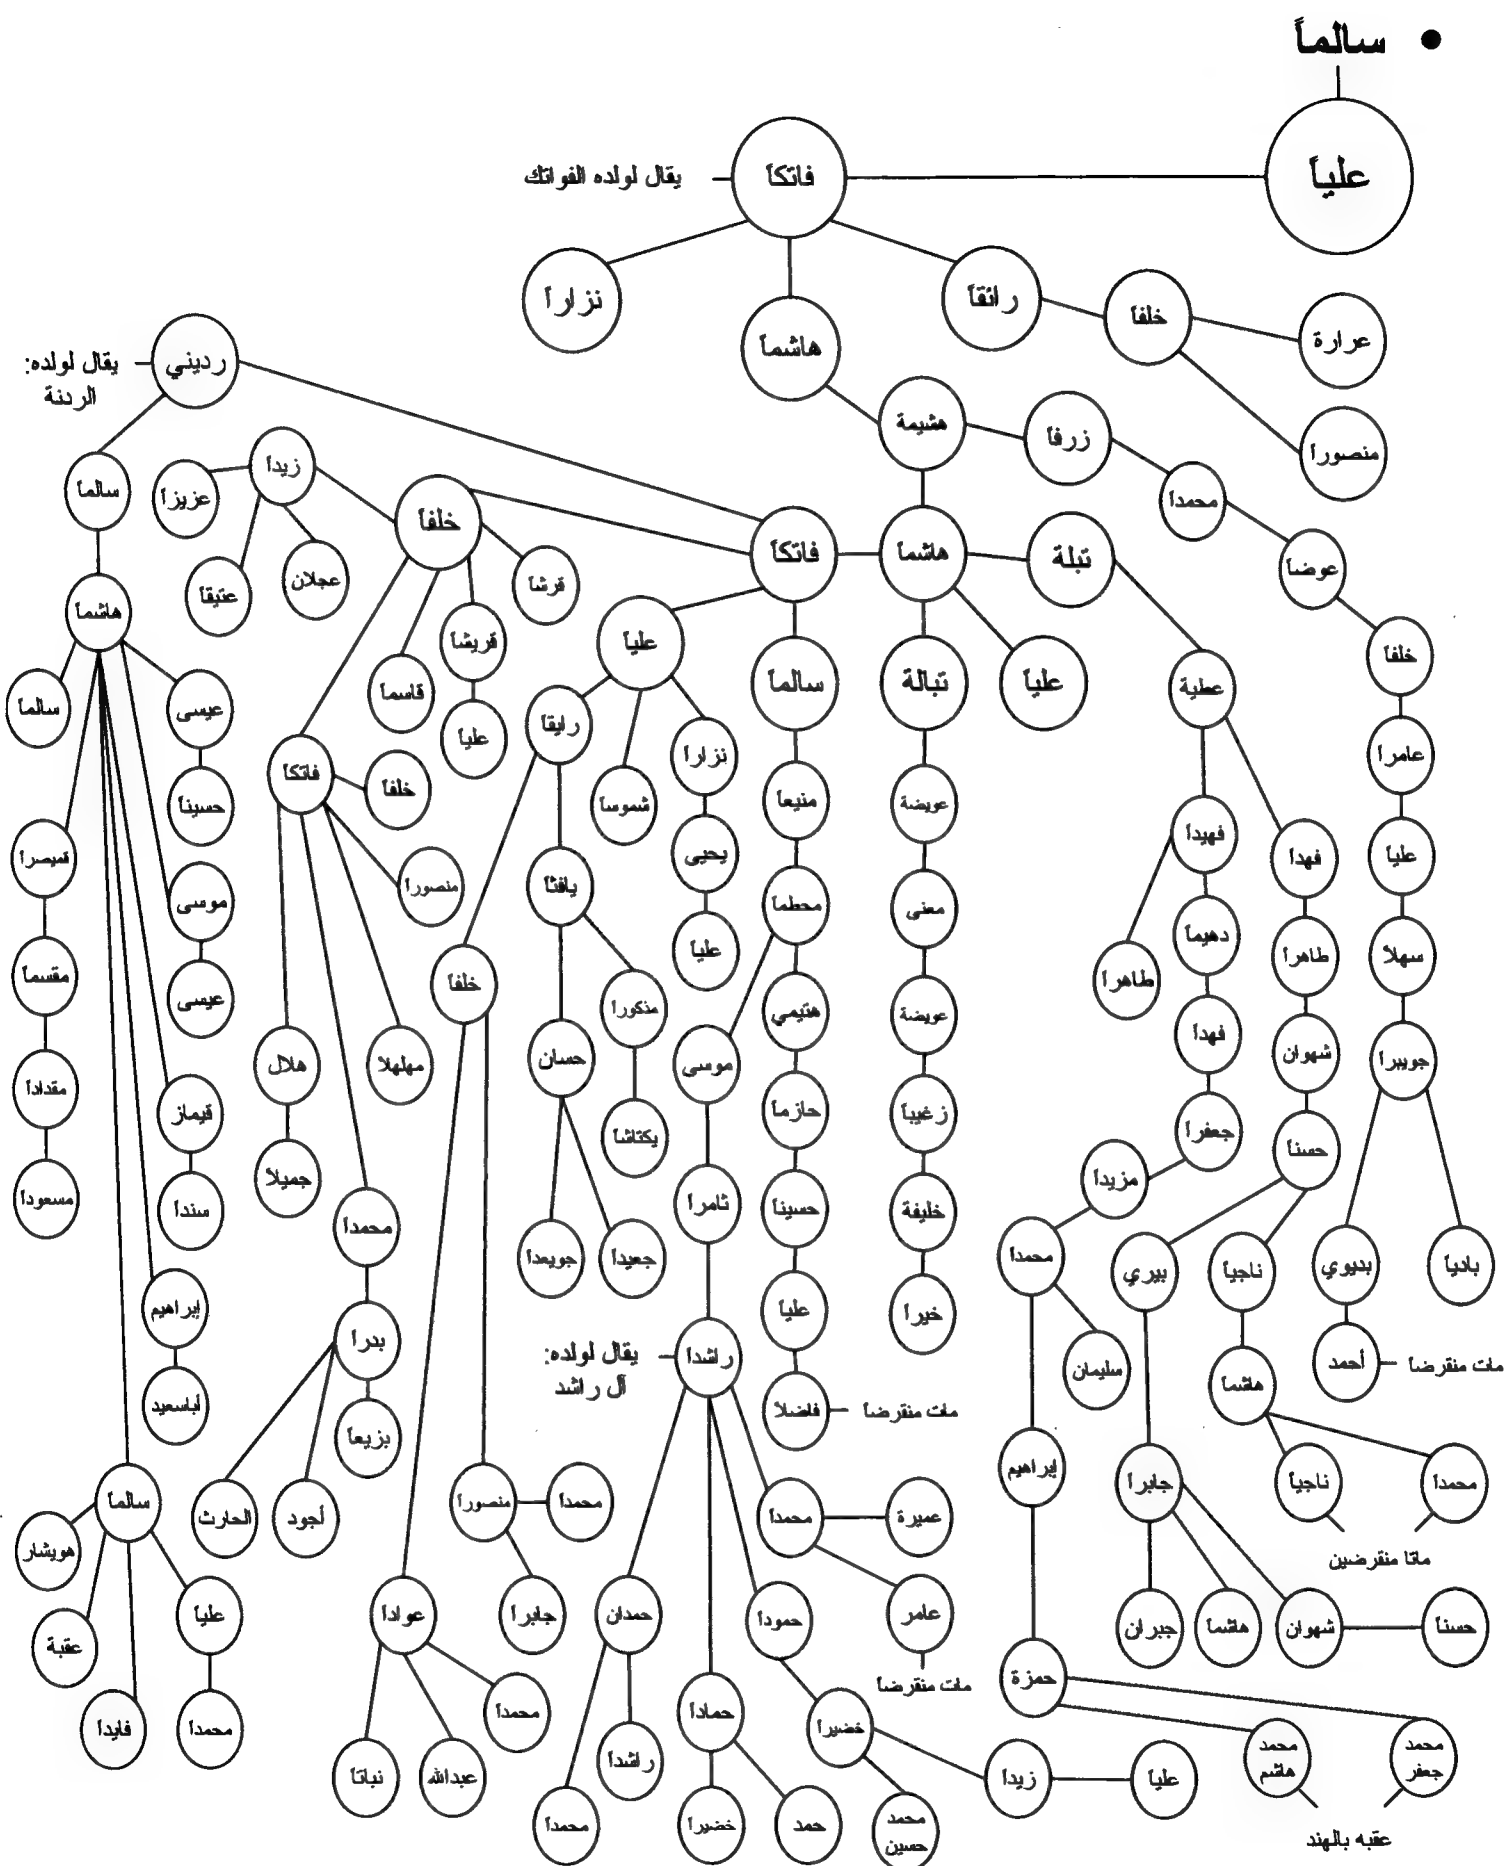 • سالماً
علياً
فاتكاً
يقال لولده الفواتك
رائقاً
هاشماً
نزاراً
خلفاً
عرارة
منصوراً
هشيمة
زرفاً
محمداً
عوضاً
خلفاً
عامراً
علياً
سهلاً
جويبراً
بادياً
بديوي
أحمد
مات منقرضاً
هاشماً
تبلة
علياً
تبالة
فاتكاً
عطية
فهداً
فهيداً
طاهراً
شهوان
حسناً
ناجياً
بيري
هاشماً
محمداً
ناجياً
ماتا منقرضين
جابراً
شهوان
حسناً
هاشماً
جبران
دهيماً
طاهراً
فهداً
جعفراً
مزيداً
محمداً
سليمان
إبراهيم
حمزة
محمد
جعفر
محمد
هاشم
عقبه بالهند
عويضة
معنى
عويضة
زغيباً
خليفة
خيراً
سالماً
منيعاً
محطماً
هتيمي
حازماً
حسيناً
علياً
فاضلاً
مات منقرضاً
موسى
ثامراً
راشداً
يقال لولده:
آل راشد
محمداً
عميرة
عامر
مات منقرضاً
حموداً
خضيراً
زيداً
علياً
محمد
حسين
حماداً
حمد
خضيراً
حمدان
راشداً
محمداً
علياً
نزاراً
يحيى
علياً
شموساً
رايقاً
يافثاً
مذكوراً
يكتاشاً
حسان
جعيداً
جويعداً
خلفاً
منصوراً
محمداً
جابراً
عواداً
محمداً
عبدالله
نباتاً
خلفاً
قرشاً
قريشاً
علياً
قاسماً
زيداً
عجلان
عتيقاً
عزيزاً
فاتكاً
خلفاً
منصوراً
مهلهلا
محمداً
بدراً
بزيعاً
أجود
الحارث
هلال
جميلاً
رديني
يقال لولده:
الردنة
سالماً
هاشماً
عيسى
حسيناً
موسى
عيسى
قيماز
سنداً
إبراهيم
أباسعيد
سالماً
علياً
محمداً
فايداً
عقبة
هويشار
قميصراً
مقسماً
مقداداً
مسعوداً
سالماً